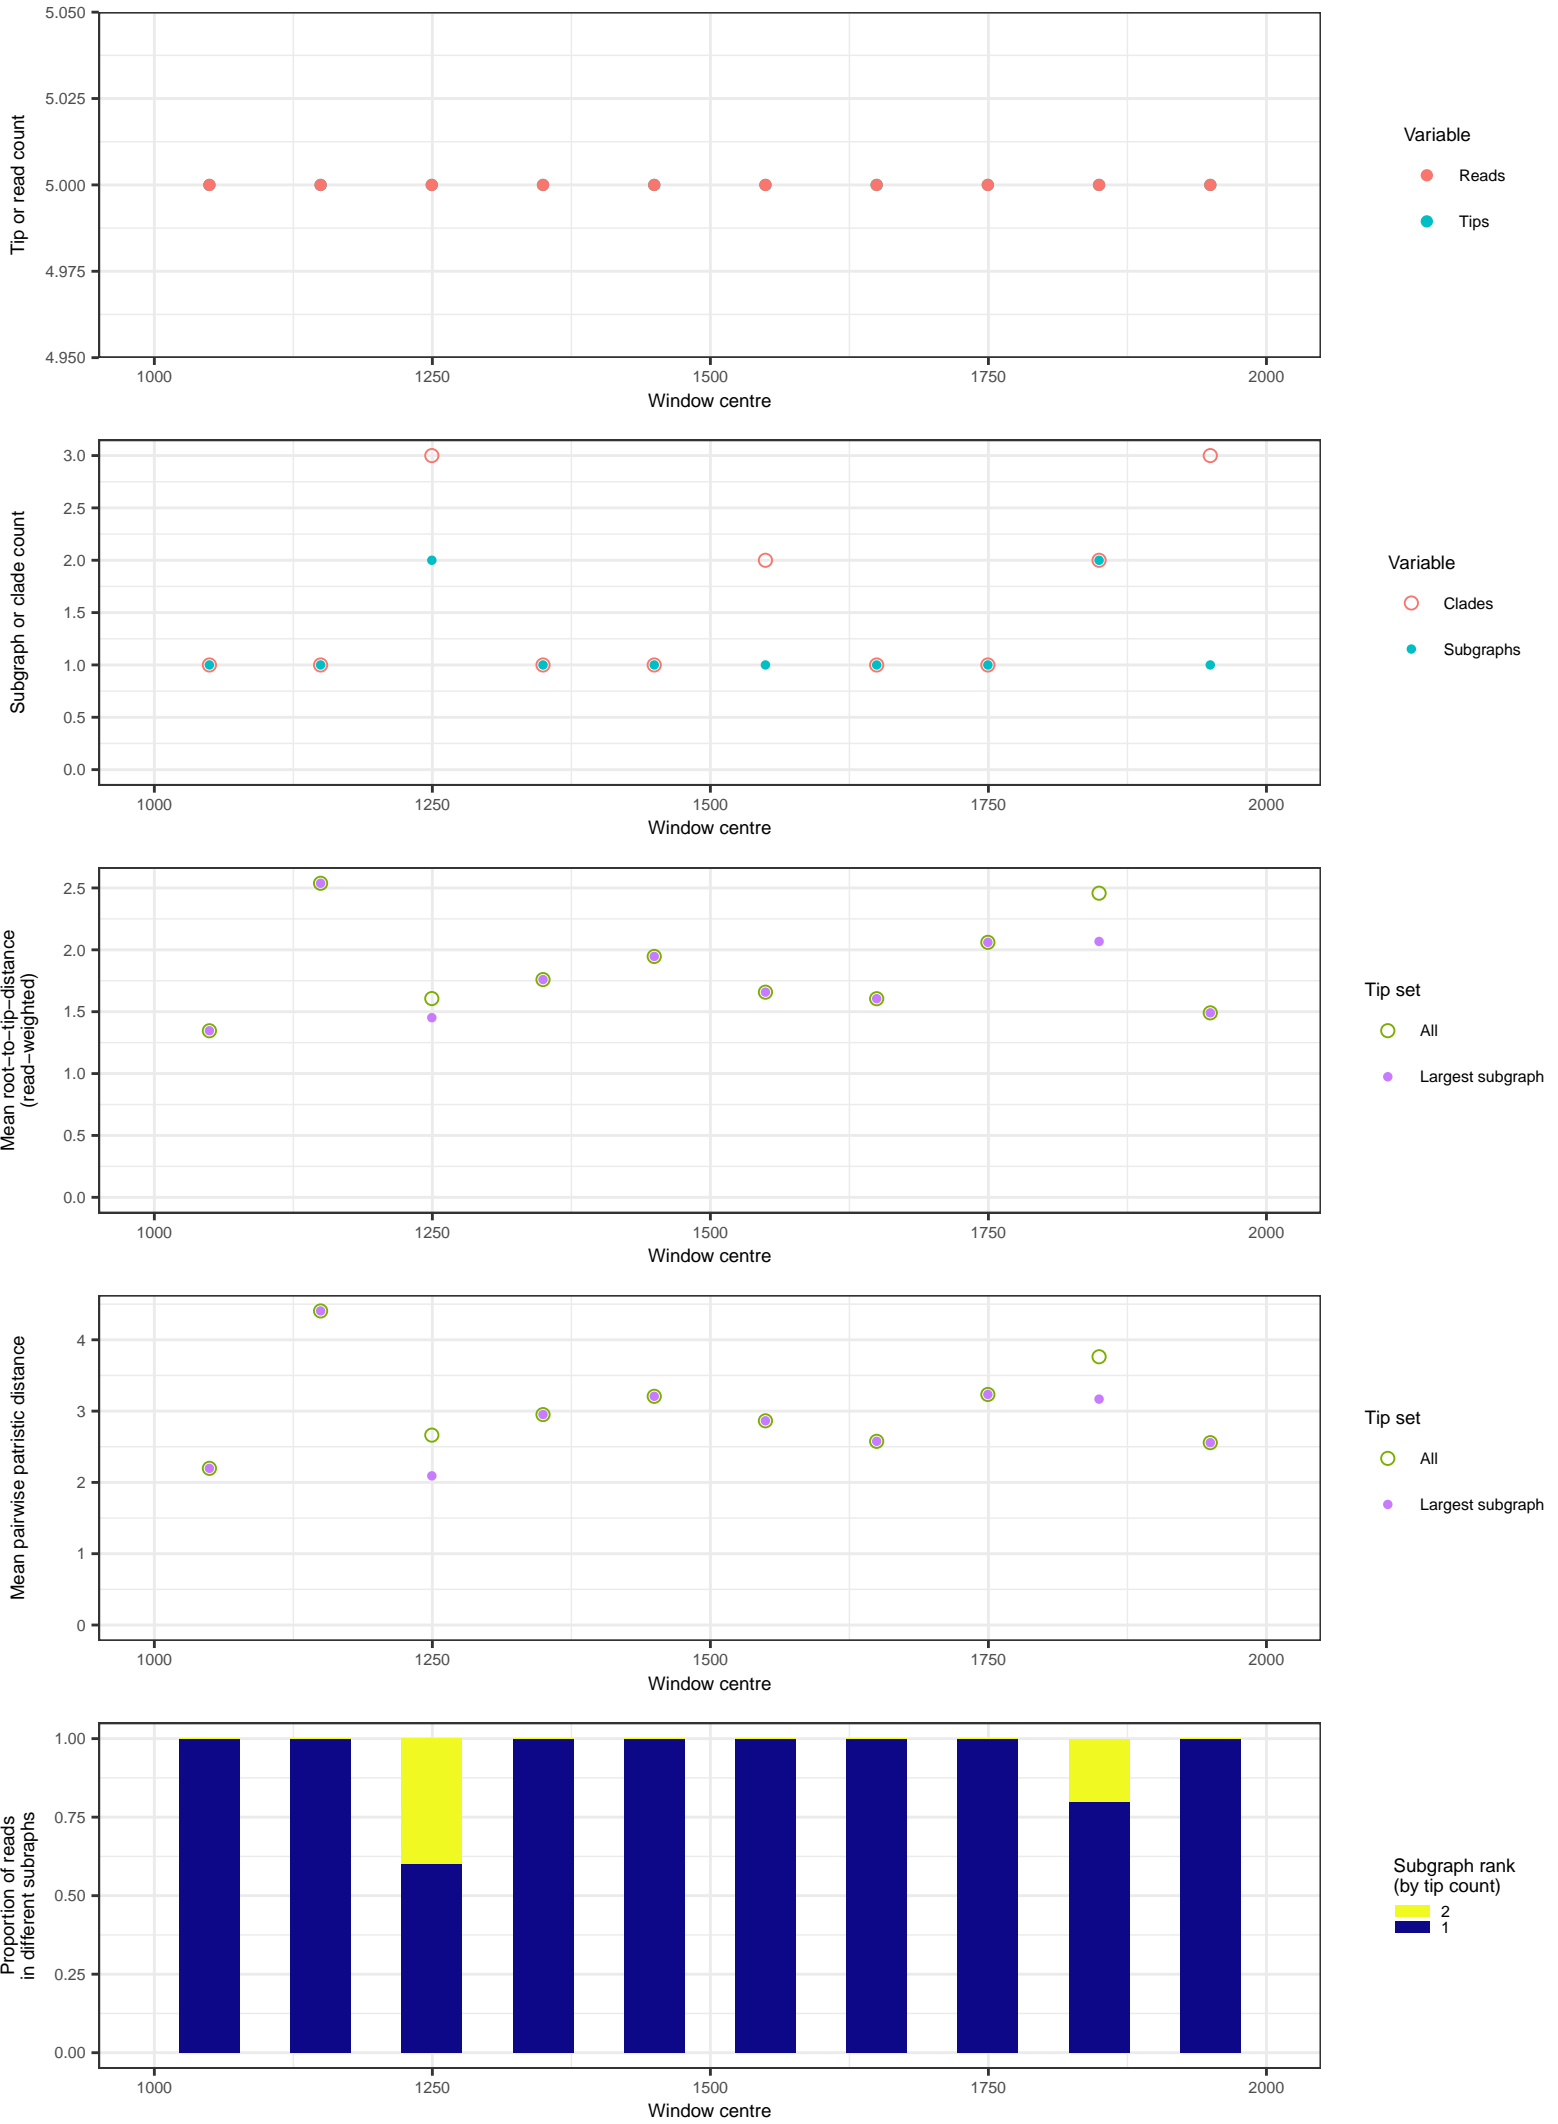 5.050
5.025
5.000
4.975
4.950
Tip or read count
1000 1250 1500 1750 2000
Window centre
Variable
Reads
Tips
3.0
2.5
2.0
1.5
1.0
0.5
0.0
Subgraph or clade count
1000 1250 1500 1750 2000
Window centre
Variable
Clades
Subgraphs
2.5
2.0
1.5
1.0
0.5
0.0
Mean root−to−tip−distance
(read−weighted)
1000 1250 1500 1750 2000
Window centre
Tip set
All
Largest subgraph
4
3
2
1
0
Mean pairwise patristic distance
1000 1250 1500 1750 2000
Window centre
Tip set
All
Largest subgraph
1.00
0.75
0.50
0.25
0.00
Proportion of reads
in different subraphs
1000 1250 1500 1750 2000
Window centre
Subgraph rank
(by tip count)
2
1